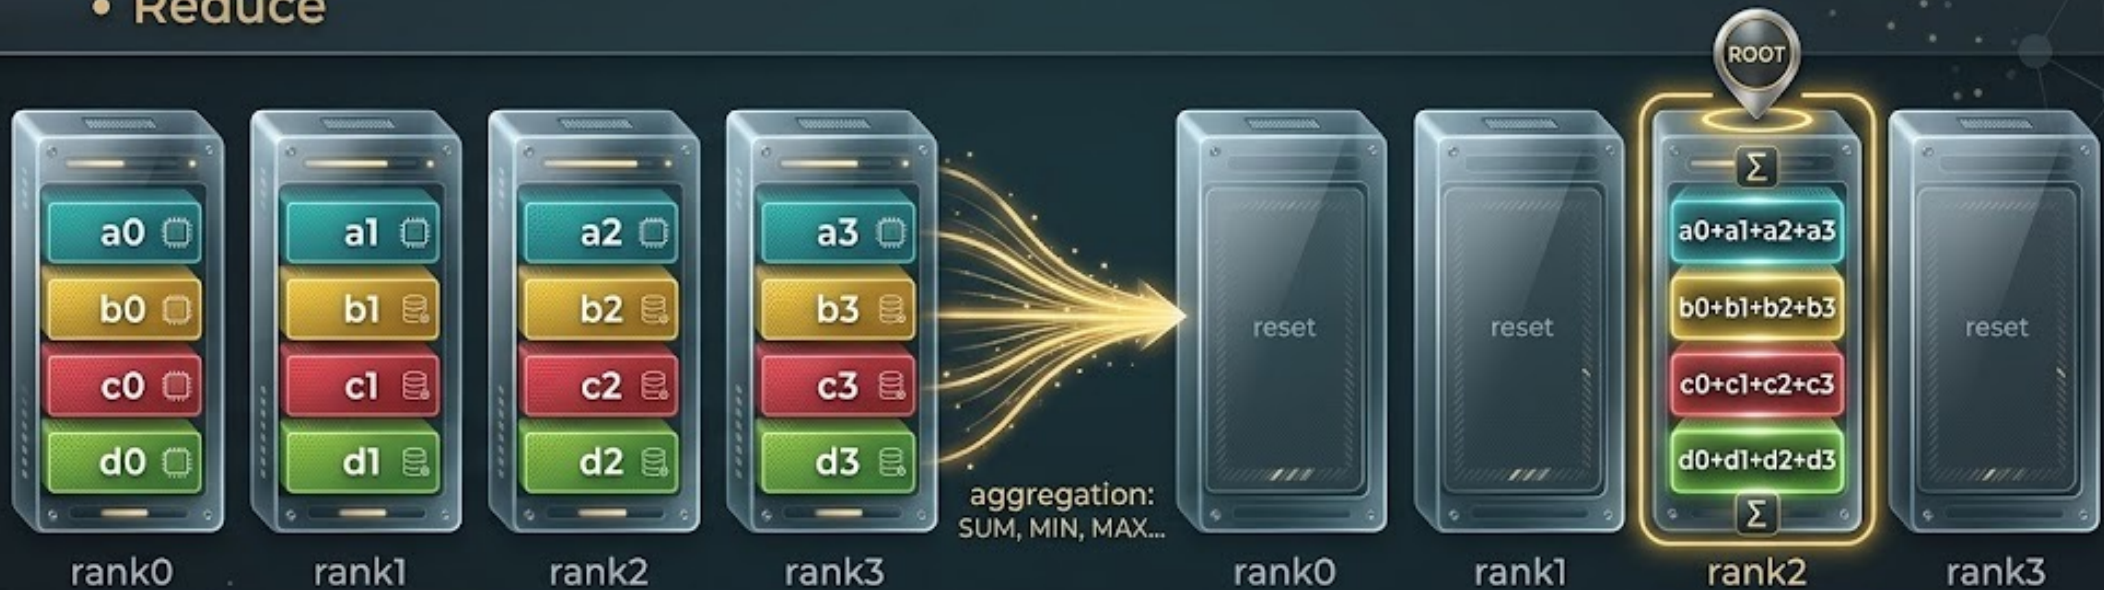 • Reduce
ROOT
Σ
a0 a1 a2 a3 a0+a1+a2+a3
b0 b1 b2 b3 b0+b1+b2+b3
reset reset reset
c0 c1 c2 c3 c0+c1+c2+c3
d0 d1 d2 d3 d0+d1+d2+d3
aggregation:
SUM, MIN, MAX...
Σ
rank0 rank1 rank2 rank3 rank0 rank1 rank2 rank3